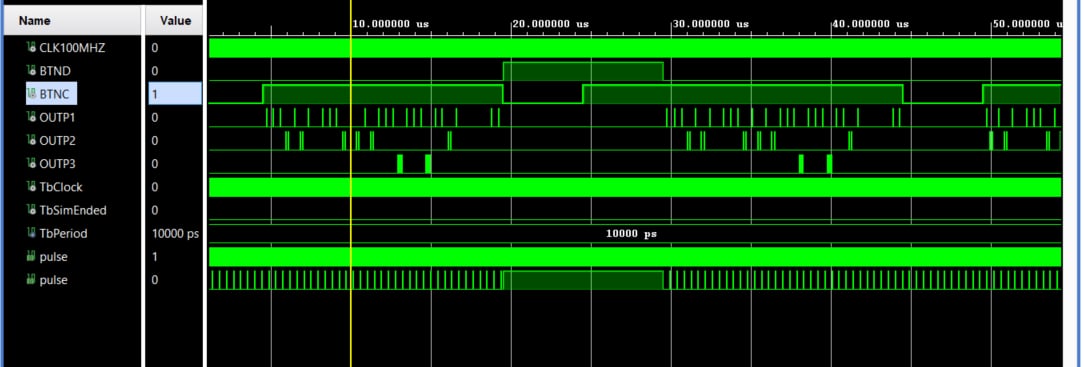 Name Value
10.000000 us 20.000000 us 30.000000 us 40.000000 us 50.000000 u
CLK100MHZ 0
BTND 0
BTNC 1
OUTP1 0
OUTP2 0
OUTP3 0
TbClock 0
TbSimEnded 0
TbPeriod 10000 ps 10000 ps
pulse 1
pulse 0